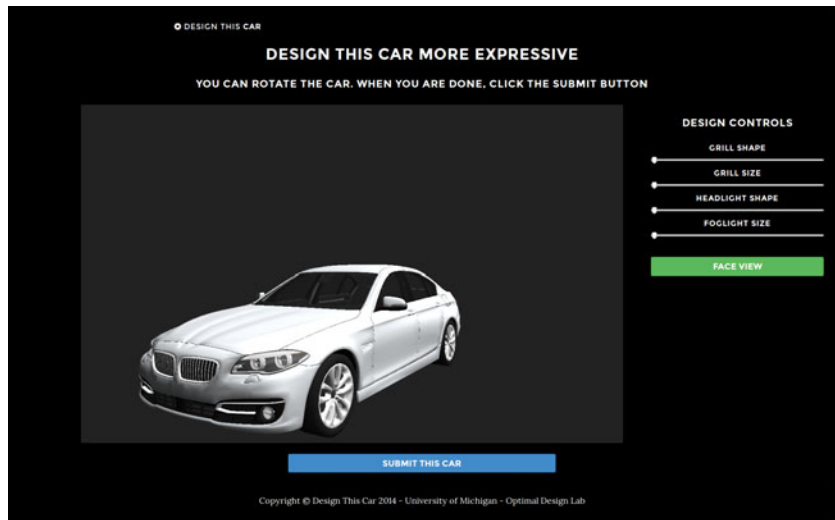 DESIGN THIS CAR
DESIGN THIS CAR MORE EXPRESSIVE
YOU CAN ROTATE THE CAR. WHEN YOU ARE DONE, CLICK THE SUBMIT BUTTON
DESIGN CONTROLS
GRILL SHAPE
GRILL SIZE
HEADLIGHT SHAPE
FOGLIGHT SIZE
FACE VIEW
SUBMIT THIS CAR
Copyright © Design This Car 2014 - University of Michigan - Optimal Design Lab